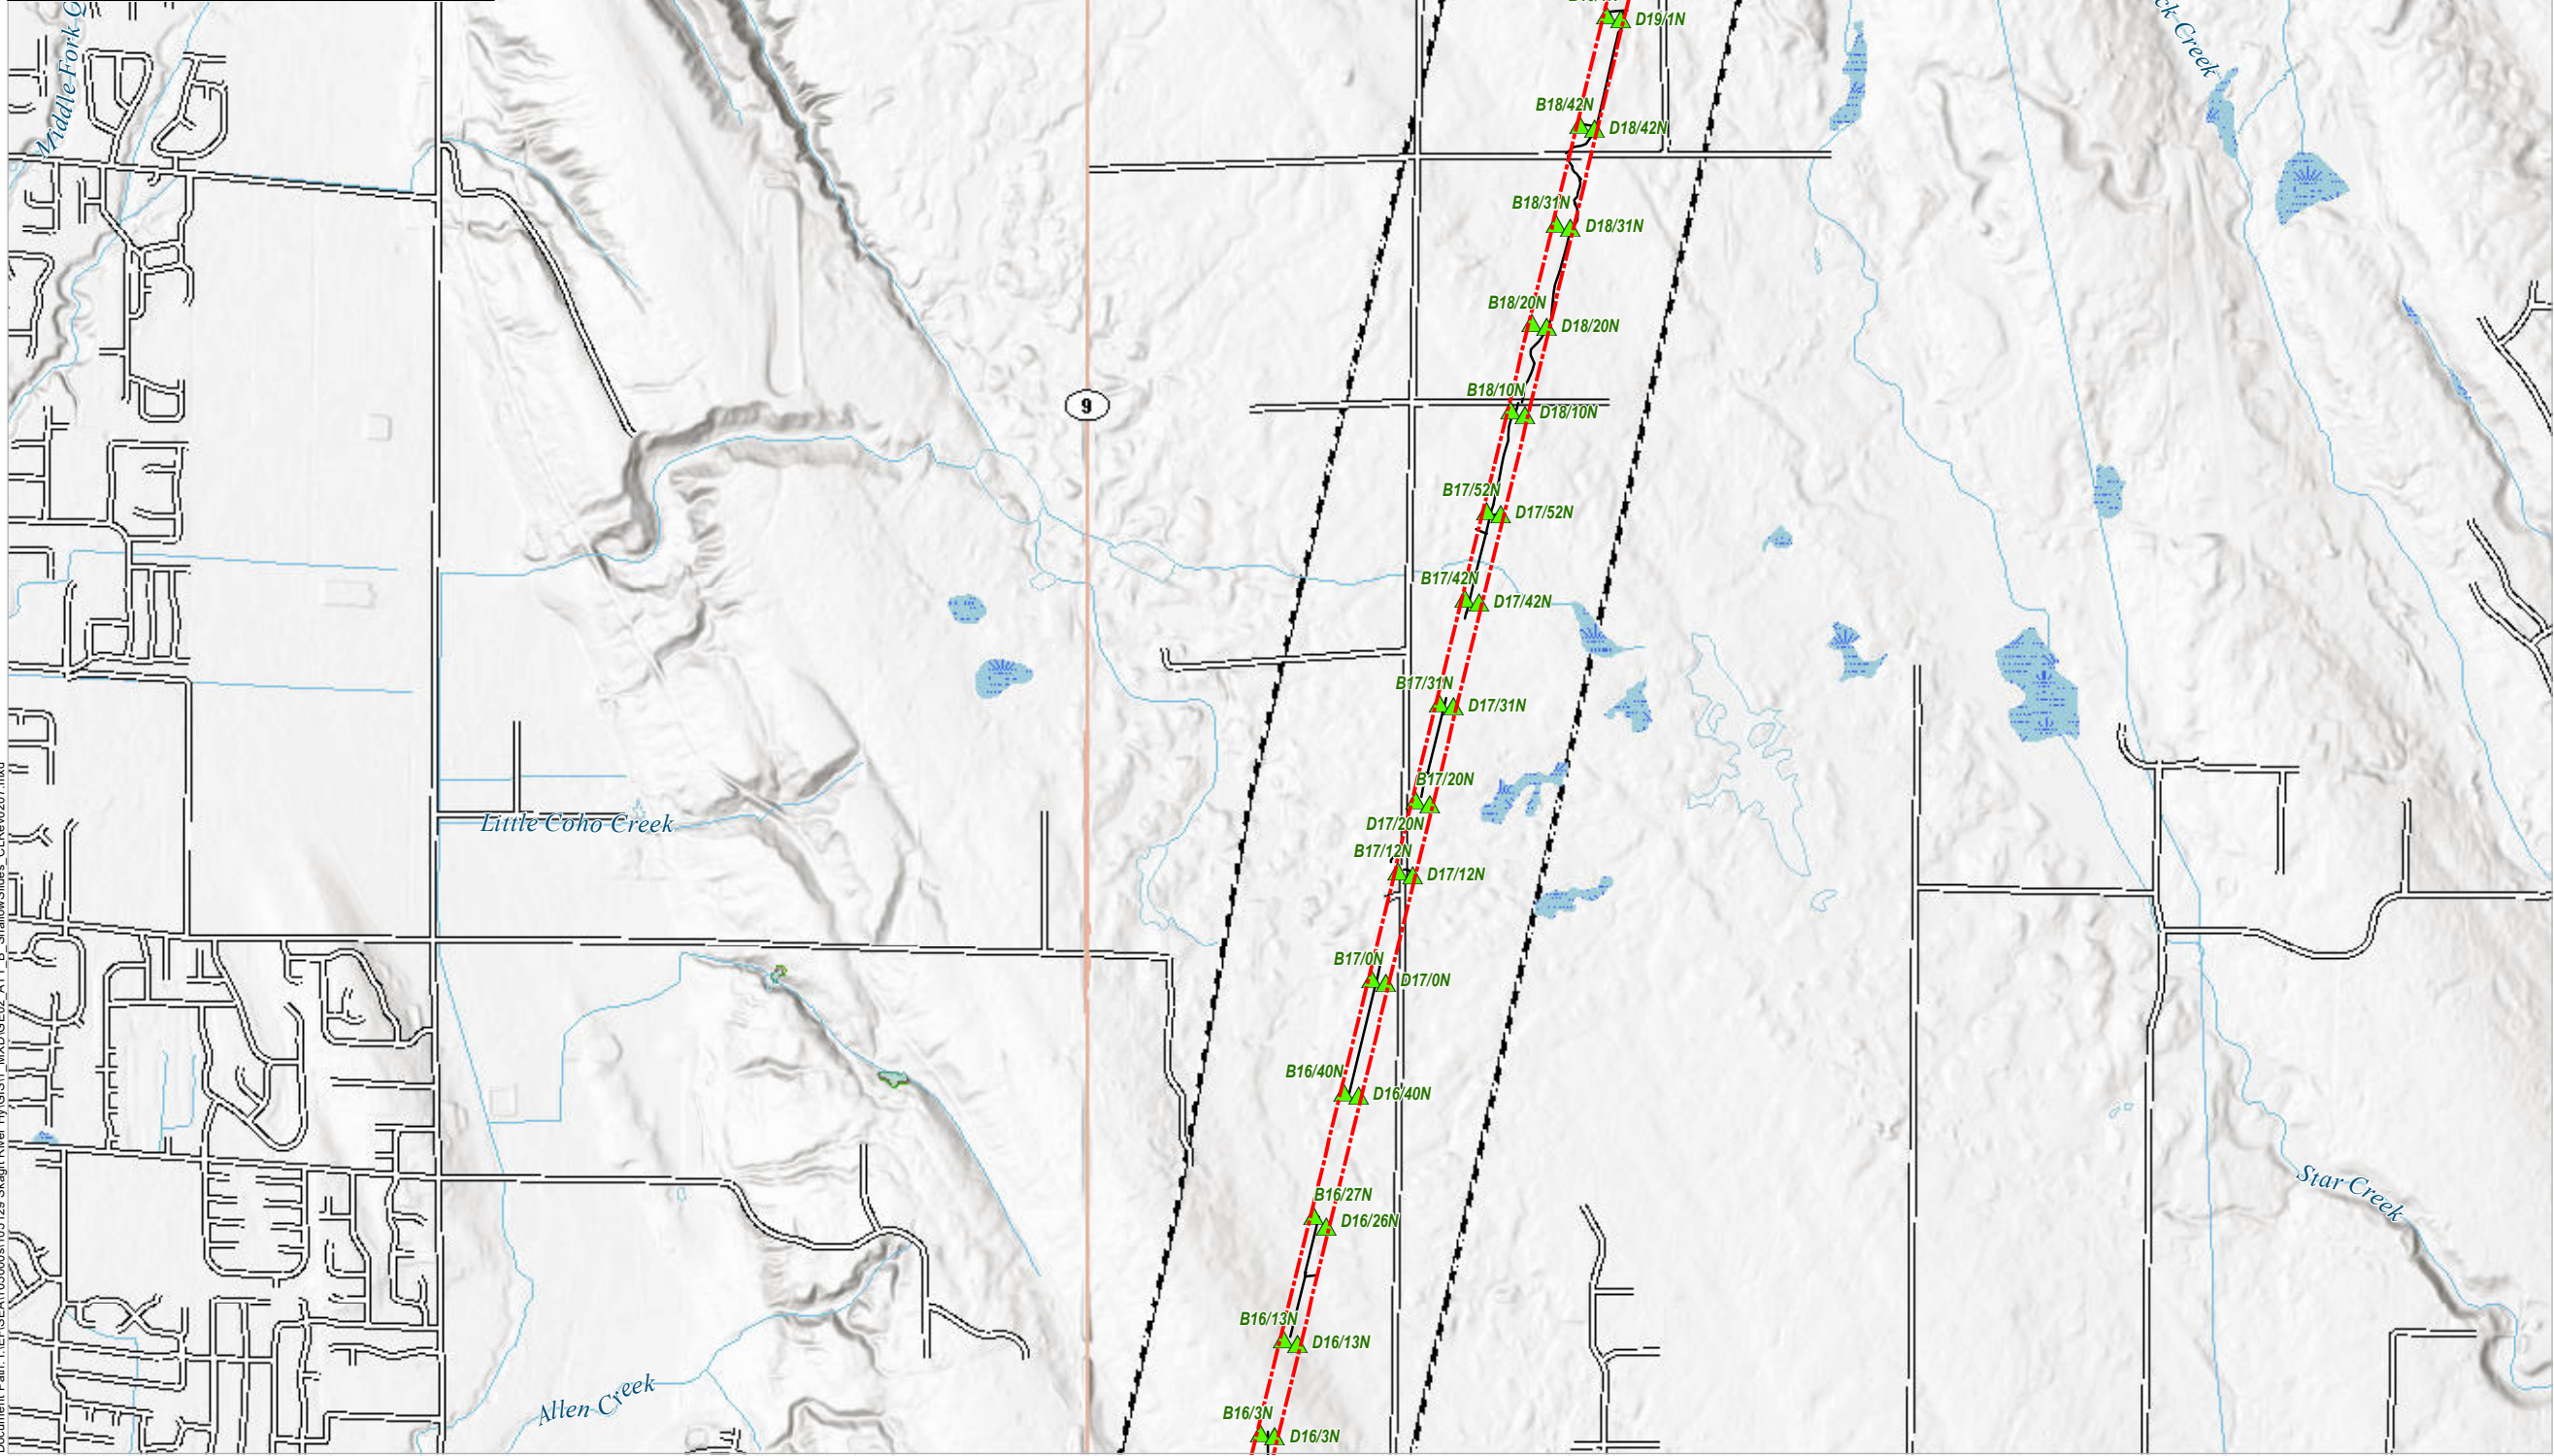 Middle Fork Q
D19/1N
ck Creek
B18/42N
D18/42N
B18/31N
D18/31N
B18/20N
D18/20N
B18/10N
9
D18/10N
B17/52N
D17/52N
B17/42N
D17/42N
B17/31N
D17/31N
B17/20N
Little Coho Creek
D17/20N
B17/12N
D17/12N
B17/0N
D17/0N
B16/40N
D16/40N
B16/27N
Star Creek
D16/26N
B16/13N
D16/13N
Allen Creek
B16/3N
D16/3N